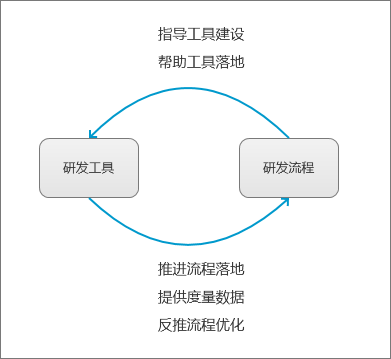 指导工具建设
帮助工具落地
研发工具
研发流程
推进流程落地
提供度量数据
反推流程优化